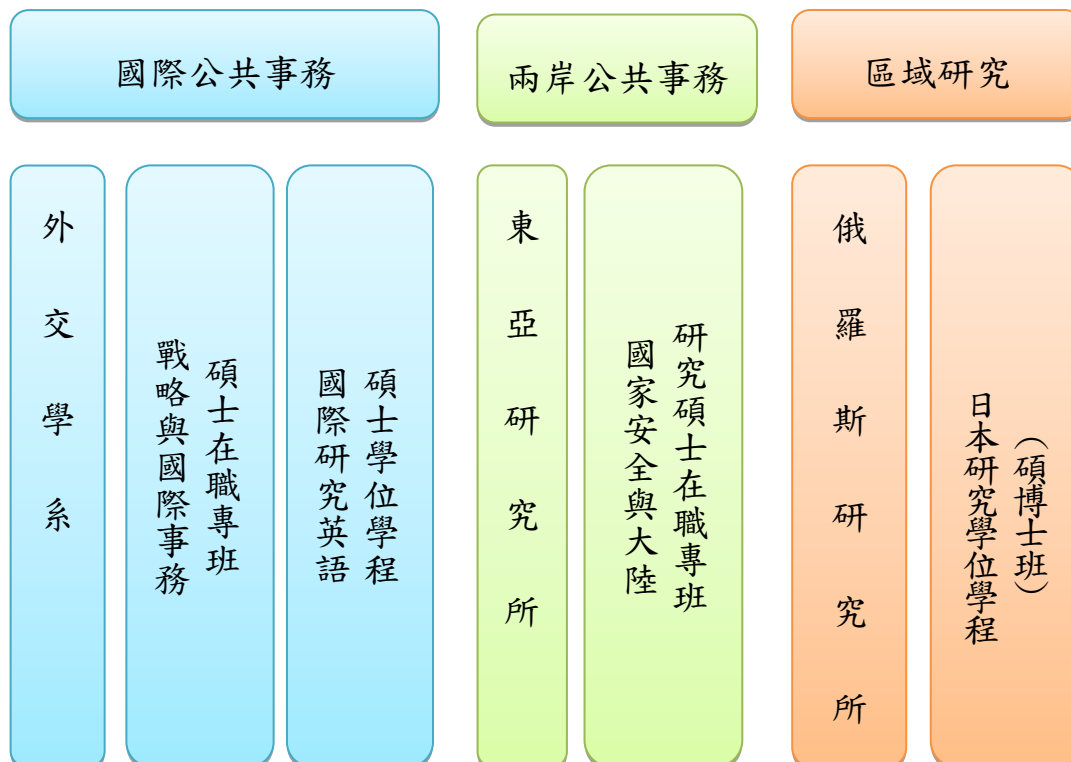 國際公共事務
兩岸公共事務
區域研究
外交學系
戰略與國際事務
碩士在職專班
國際研究英語
碩士學位學程
東亞研究所
國家安全與大陸
研究碩士在職專班
俄羅斯研究所
日本研究學位學程
（碩博士班）